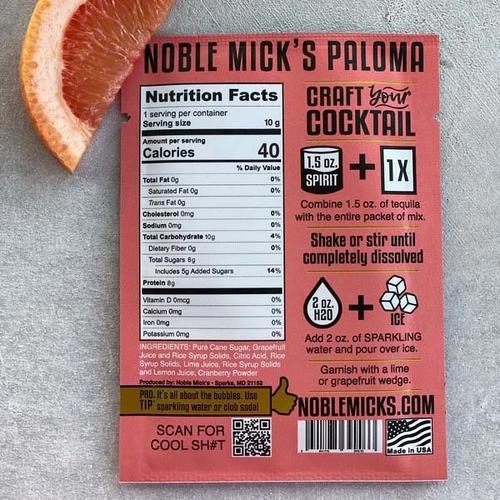 NOBLE MICK'S PALOMA
Nutrition Facts
1 serving per container
Serving size 10 g
Amount per serving
Calories 40
% Daily Value
Total Fat 0g 0%
Saturated Fat 0g 0%
Trans Fat 0g
Cholesterol 0mg 0%
Sodium 0mg 0%
Total Carbohydrate 10g 4%
Dietary Fiber 0g 0%
Total Sugars 8g
Includes 5g Added Sugars 14%
Protein 8g
Vitamin D 0mcg 0%
Calcium 0mg 0%
Iron 0mg 0%
Potassium 0mg 0%
INGREDIENTS: Pure Cane Sugar, Grapefruit
Juice and Rice Syrup Solids, Citric Acid, Rice
Syrup Solids, Lime Juice, Rice Syrup Solids
and Lemon Juice, Cranberry Powder
Produced by: Noble Mick's - Sparks, MD 21152
PRO TIP. It's all about the bubbles. Use
sparkling water or club soda!
SCAN FOR
COOL SH#T
CRAFT your
COCKTAIL
1.5 oz.
SPIRIT
+
1X
Combine 1.5 oz. of tequila
with the entire packet of mix.
Shake or stir until
completely dissolved
2 oz.
H20
+
ICE
Add 2 oz. of SPARKLING
water and pour over ice.
Garnish with a lime
or grapefruit wedge.
NOBLEMICKS.COM
Made in USA